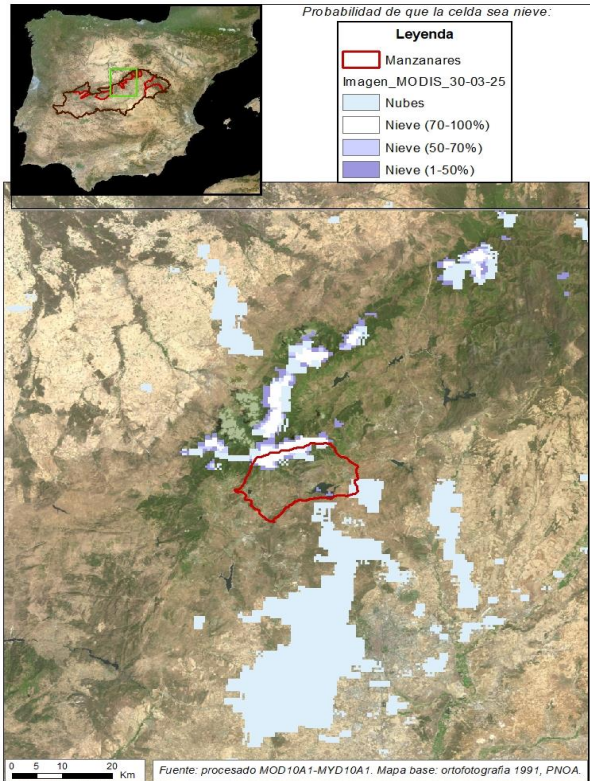 Probabilidad de que la celda sea nieve:
Leyenda
Manzanares
Imagen_MODIS_30-03-25
Nubes
Nieve (70-100%)
Nieve (50-70%)
Nieve (1-50%)
0 5 10 20
Km
Fuente: procesado MOD10A1-MYD10A1. Mapa base: ortofotografia 1991, PNOA.